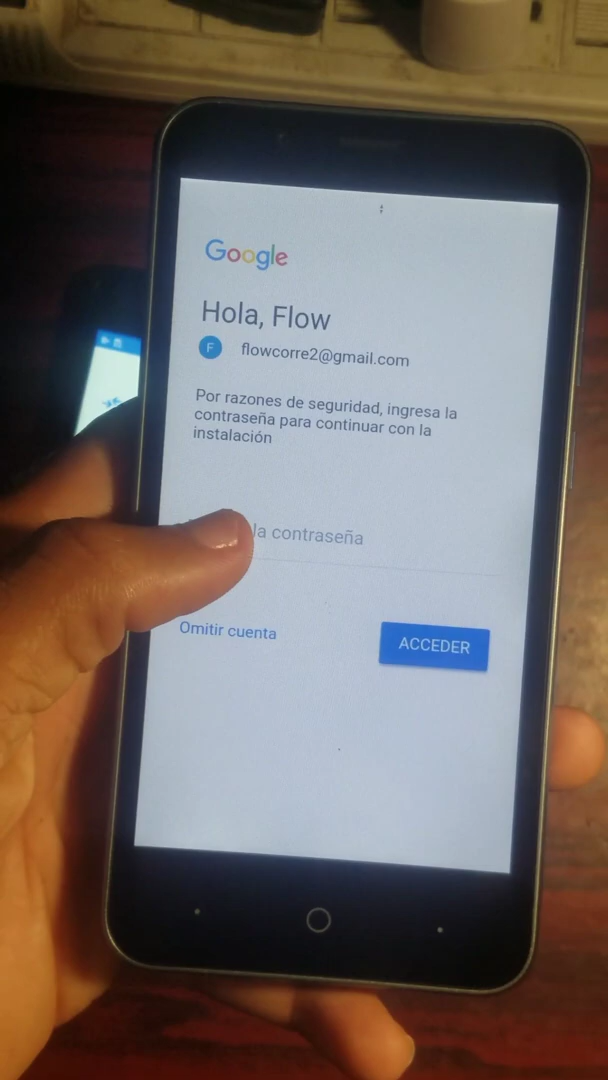 Google
Hola, Flow
F
flowcorre2@gmail.com
Por razones de seguridad, ingresa la
contraseña para continuar con la
instalación
la contraseña
Omitir cuenta
ACCEDER